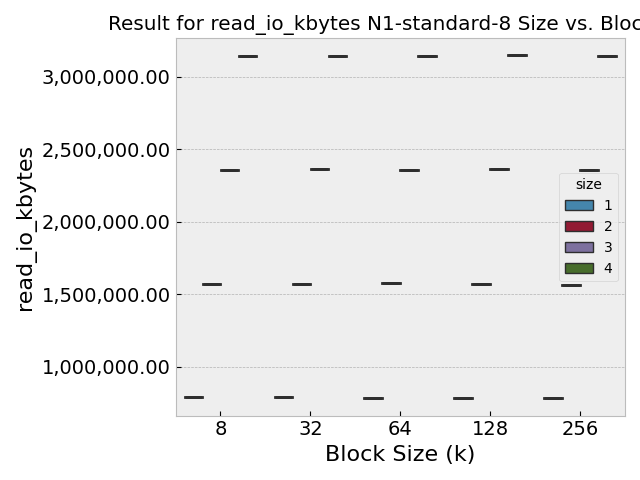 Result for read_io_kbytes N1-standard-8 Size vs. Bloc
3,000,000.00
2,500,000.00
2,000,000.00
1,500,000.00
1,000,000.00
read_io_kbytes
size
1
2
3
4
8 32 64 128 256
Block Size (k)